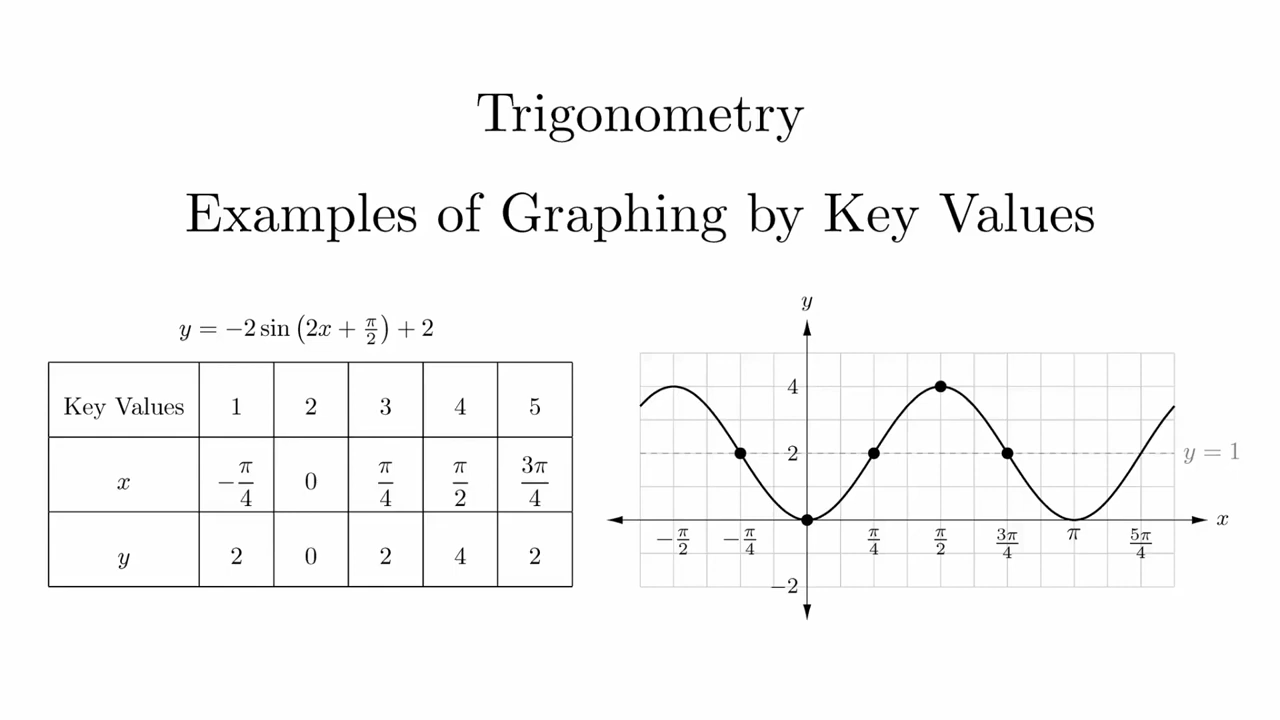 Trigonometry
Examples of Graphing by Key Values
y = −2 sin (2x + π/2) + 2
Key Values 1 2 3 4 5
x −π/4 0 π/4 π/2 3π/4
y 2 0 2 4 2
y
4
2
y = 1
x
−π/2 −π/4 π/4 π/2 3π/4 π 5π/4
−2